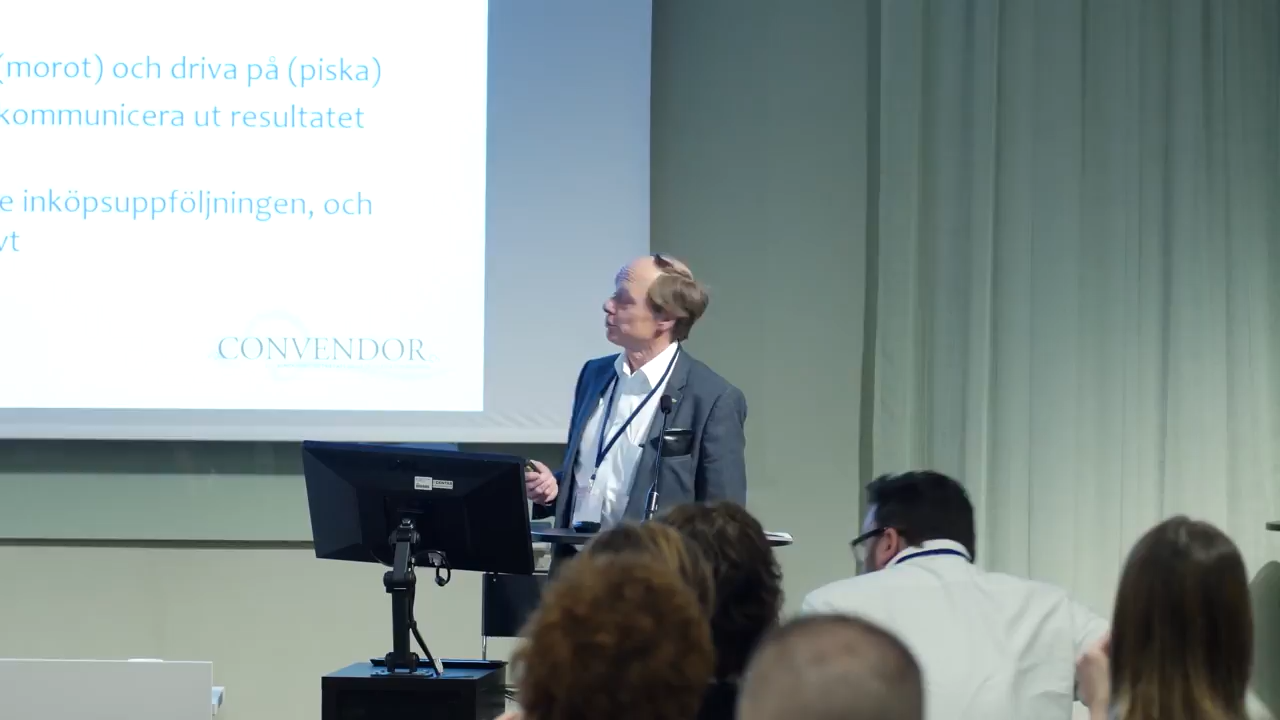 (morot) och driva på (piska)
kommunicera ut resultatet
e inköpsuppföljningen, och
vt
CONVENDOR